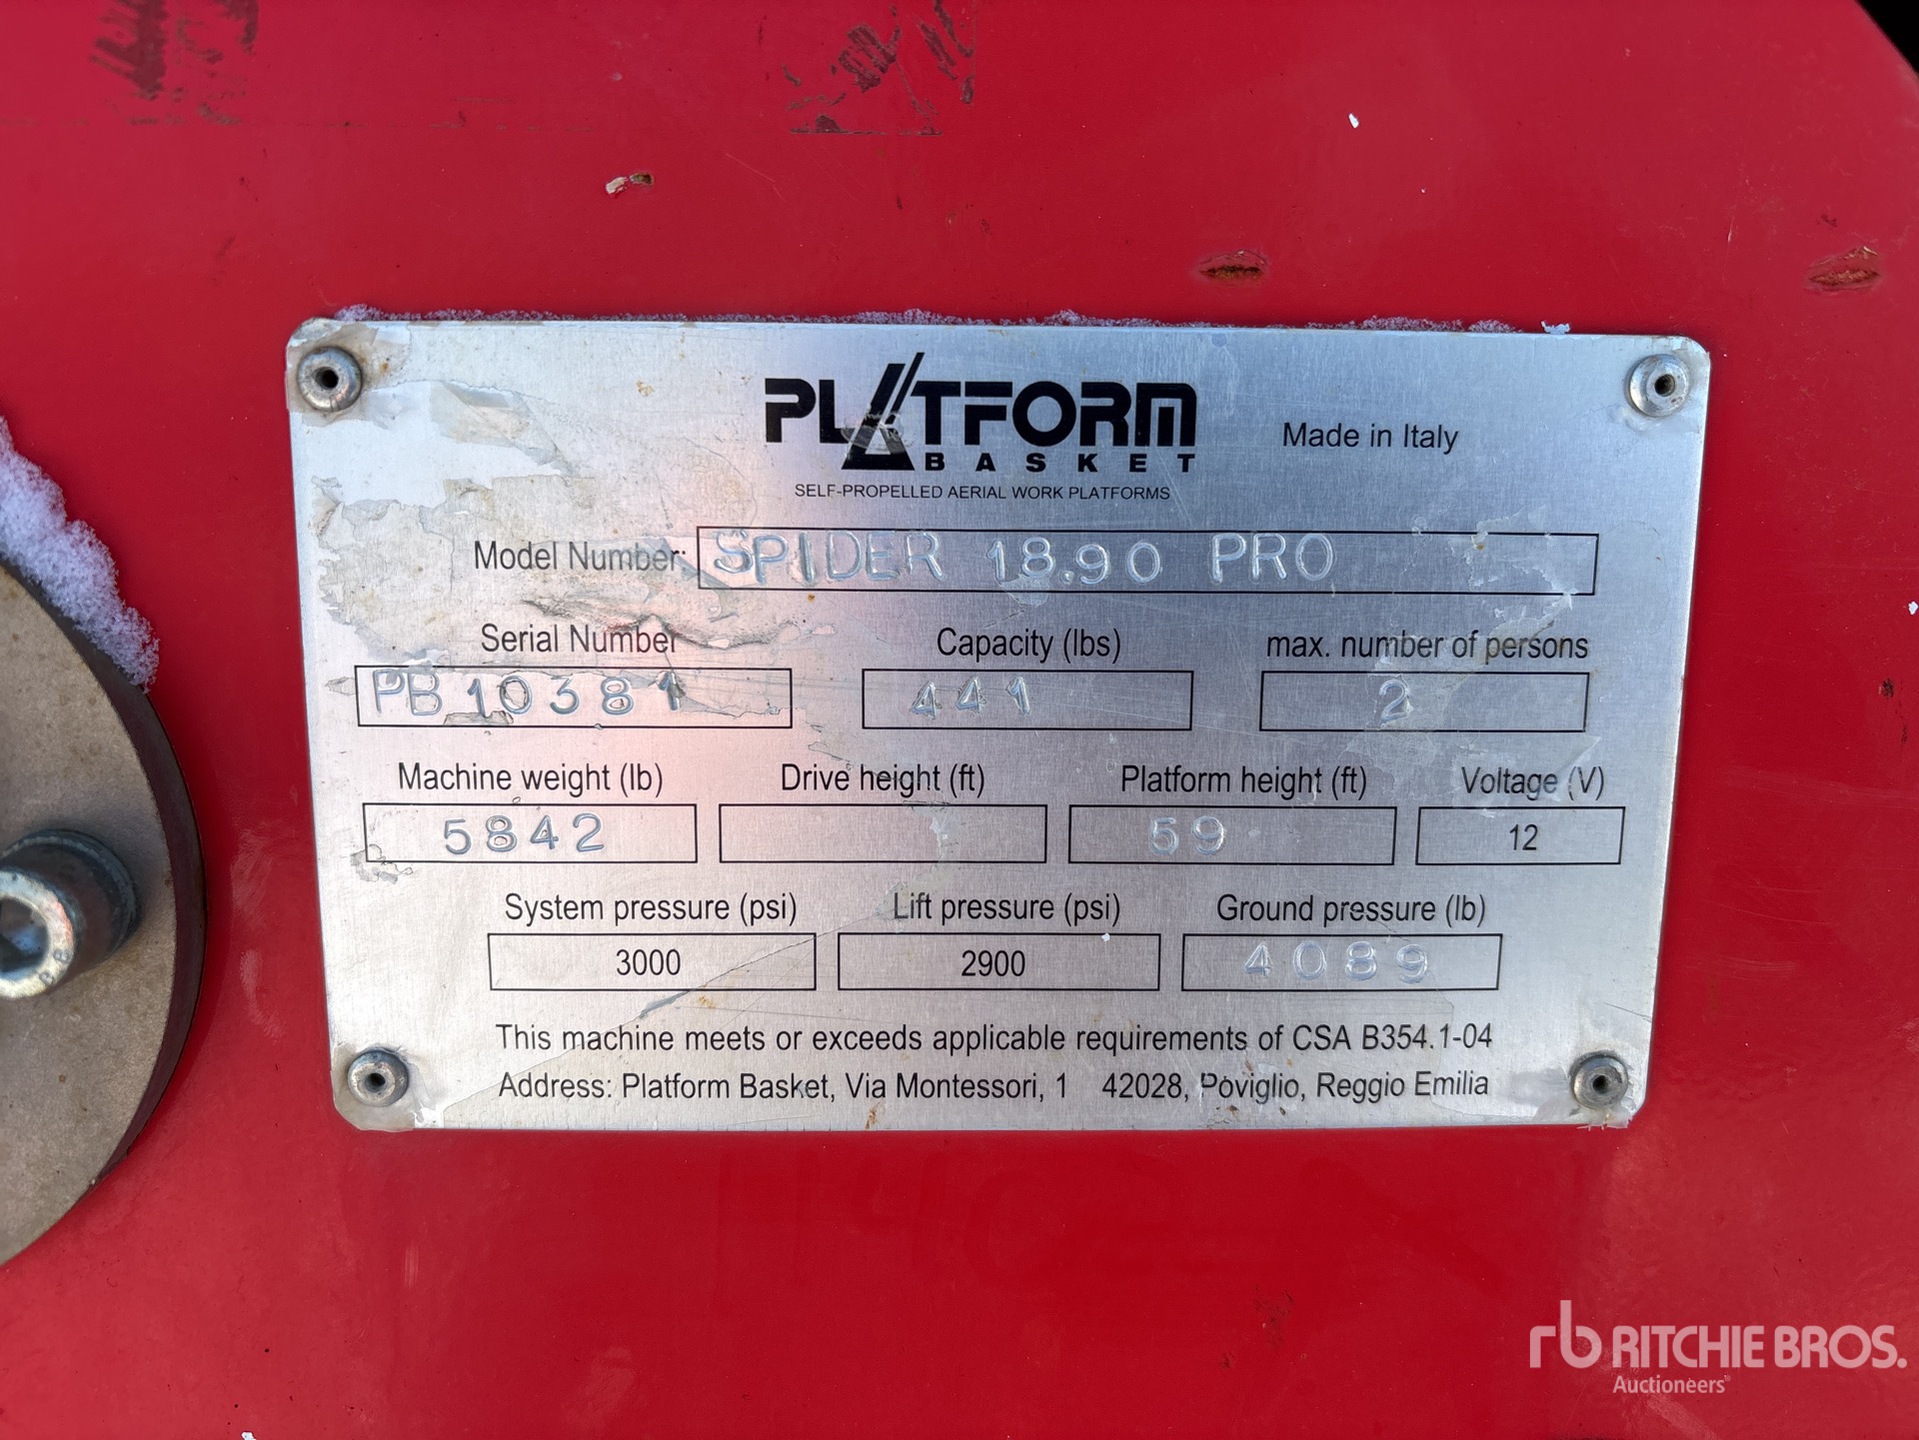 PLATFORM
BASKET
Made in Italy
SELF-PROPELLED AERIAL WORK PLATFORMS
Model Number: SPIDER 18.90 PRO
Serial Number Capacity (lbs) max. number of persons
PB10381 441 2
Machine weight (lb) Drive height (ft) Platform height (ft) Voltage (V)
5842 59 12
System pressure (psi) Lift pressure (psi) Ground pressure (lb)
3000 2900 4089
This machine meets or exceeds applicable requirements of CSA B354.1-04
Address: Platform Basket, Via Montessori, 1 42028, Poviglio, Reggio Emilia
rb RITCHIE BROS.
Auctioneers